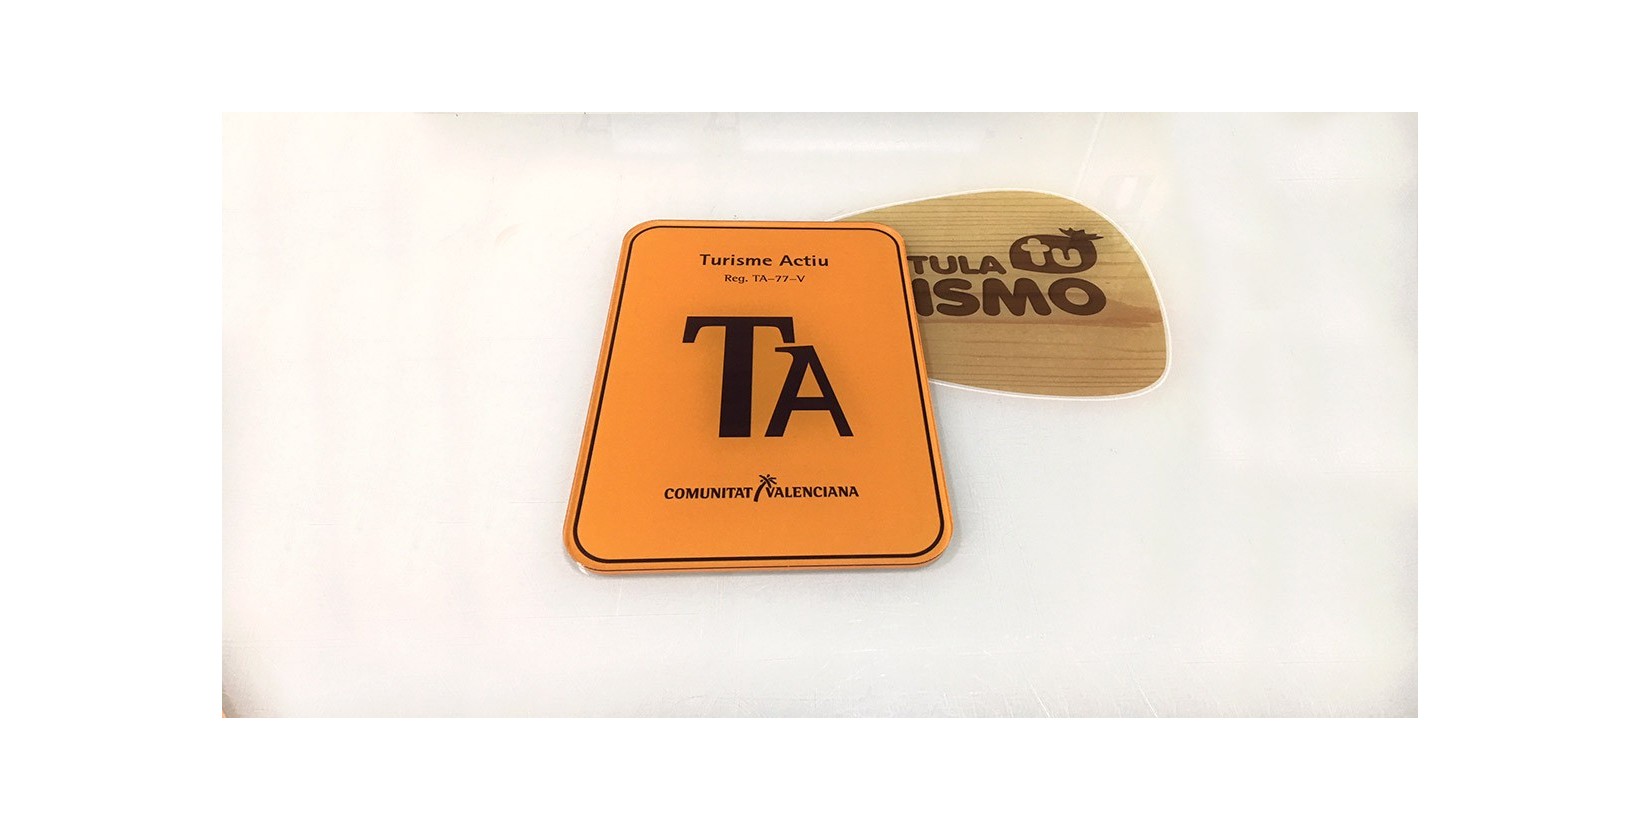 Turisme Actiu
Reg. TA-77-V
TA
COMUNITAT VALENCIANA
TULA tu
ISMO